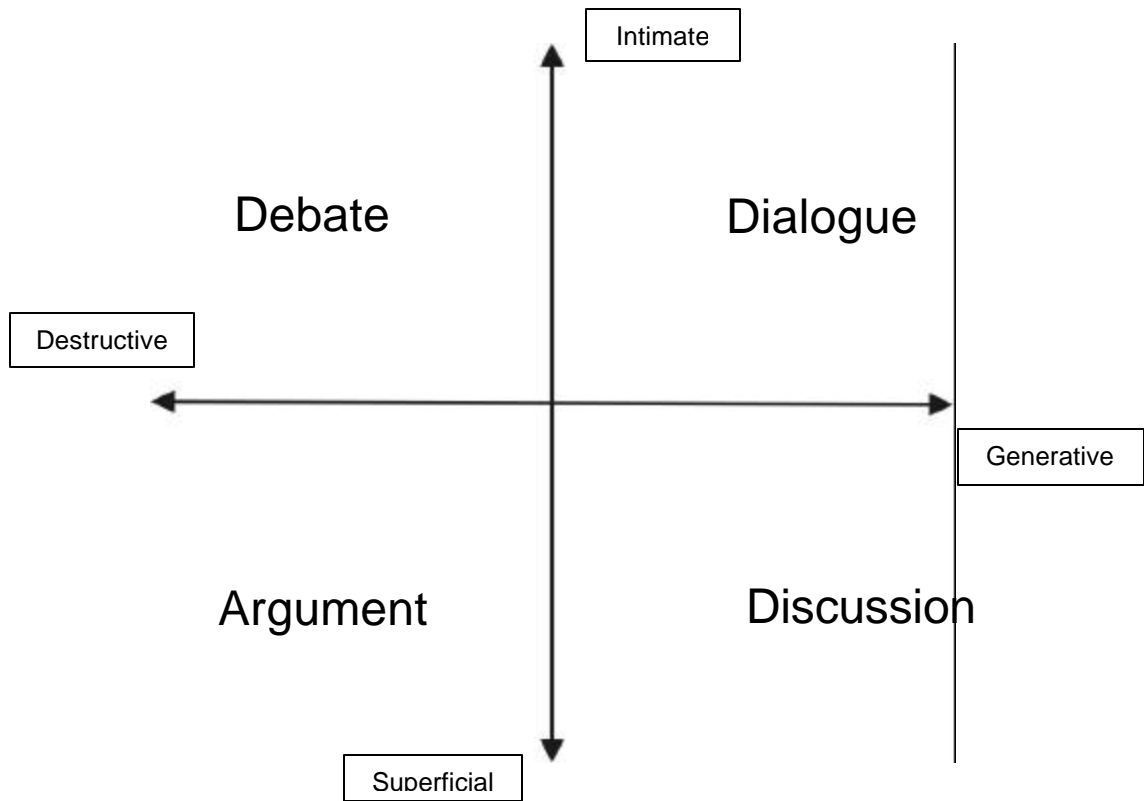 Intimate
Debate
Dialogue
Destructive
Generative
Argument
Discussion
Superficial